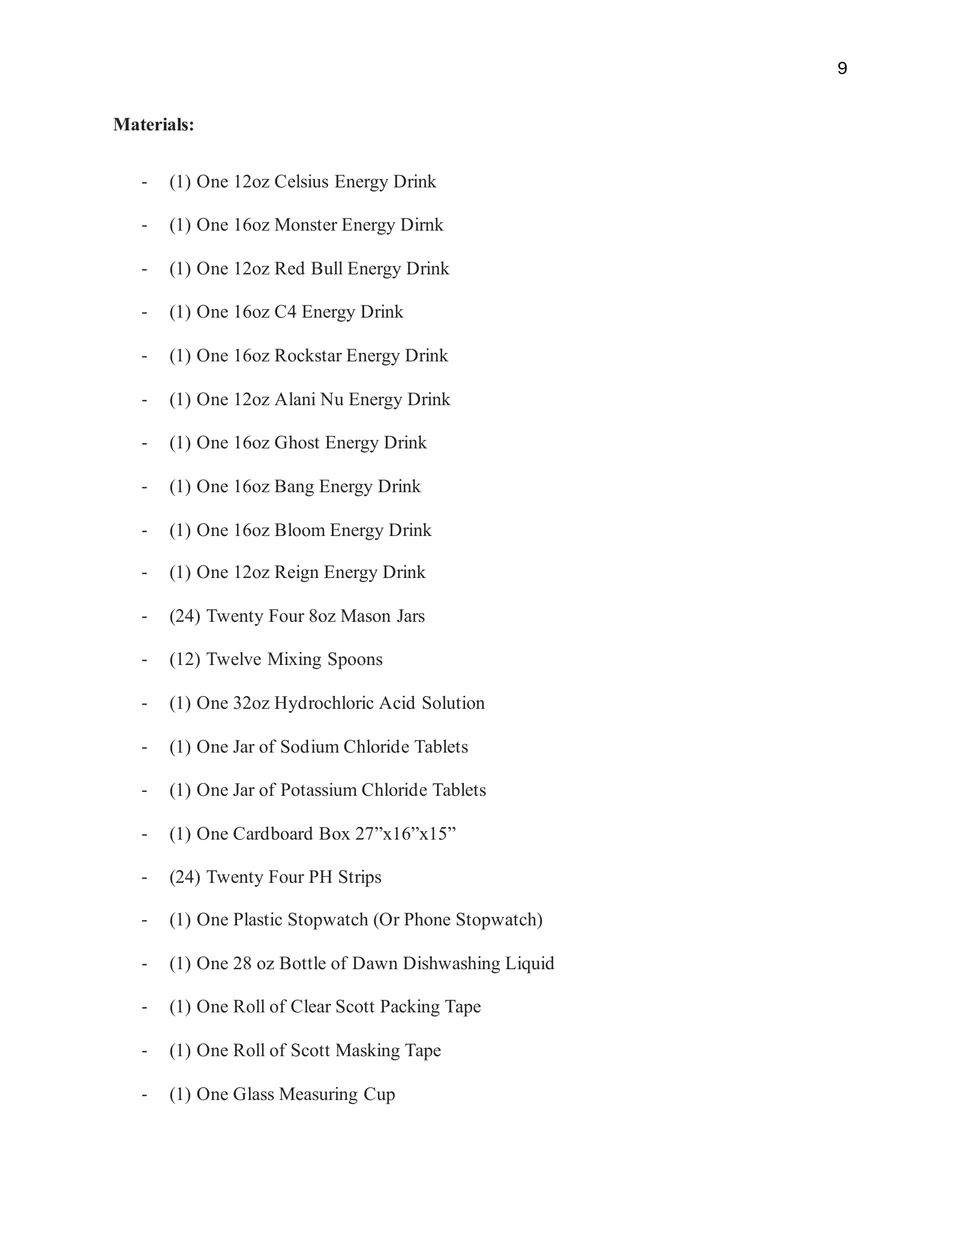 9
Materials:
- (1) One 12oz Celsius Energy Drink
- (1) One 16oz Monster Energy Dirnk
- (1) One 12oz Red Bull Energy Drink
- (1) One 16oz C4 Energy Drink
- (1) One 16oz Rockstar Energy Drink
- (1) One 12oz Alani Nu Energy Drink
- (1) One 16oz Ghost Energy Drink
- (1) One 16oz Bang Energy Drink
- (1) One 16oz Bloom Energy Drink
- (1) One 12oz Reign Energy Drink
- (24) Twenty Four 8oz Mason Jars
- (12) Twelve Mixing Spoons
- (1) One 32oz Hydrochloric Acid Solution
- (1) One Jar of Sodium Chloride Tablets
- (1) One Jar of Potassium Chloride Tablets
- (1) One Cardboard Box 27”x16”x15”
- (24) Twenty Four PH Strips
- (1) One Plastic Stopwatch (Or Phone Stopwatch)
- (1) One 28 oz Bottle of Dawn Dishwashing Liquid
- (1) One Roll of Clear Scott Packing Tape
- (1) One Roll of Scott Masking Tape
- (1) One Glass Measuring Cup